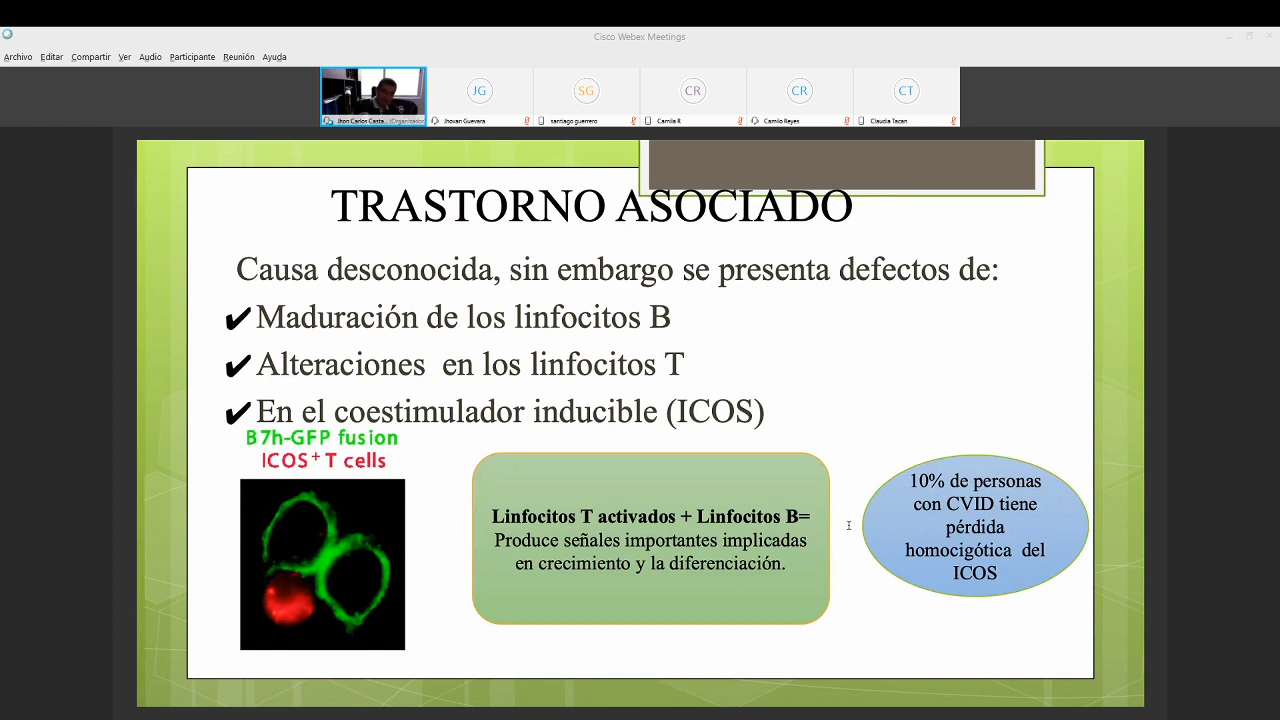 Cisco Webex Meetings
Archivo Editar Compartir Ver Audio Participante Reunión Ayuda
JG SG CR CR CT
Jhon Carlos Casta... (Organizador Jhovan Guevara santiago guerrero Camila R Camilo Reyes Claudia Tacan
TRASTORNO ASOCIADO
Causa desconocida, sin embargo se presenta defectos de:
✔Maduración de los linfocitos B
✔Alteraciones en los linfocitos T
✔En el coestimulador inducible (ICOS)
B7h-GFP fusion
ICOS+ T cells
Linfocitos T activados + Linfocitos B=
Produce señales importantes implicadas
en crecimiento y la diferenciación.
10% de personas
con CVID tiene
pérdida
homocigótica del
ICOS